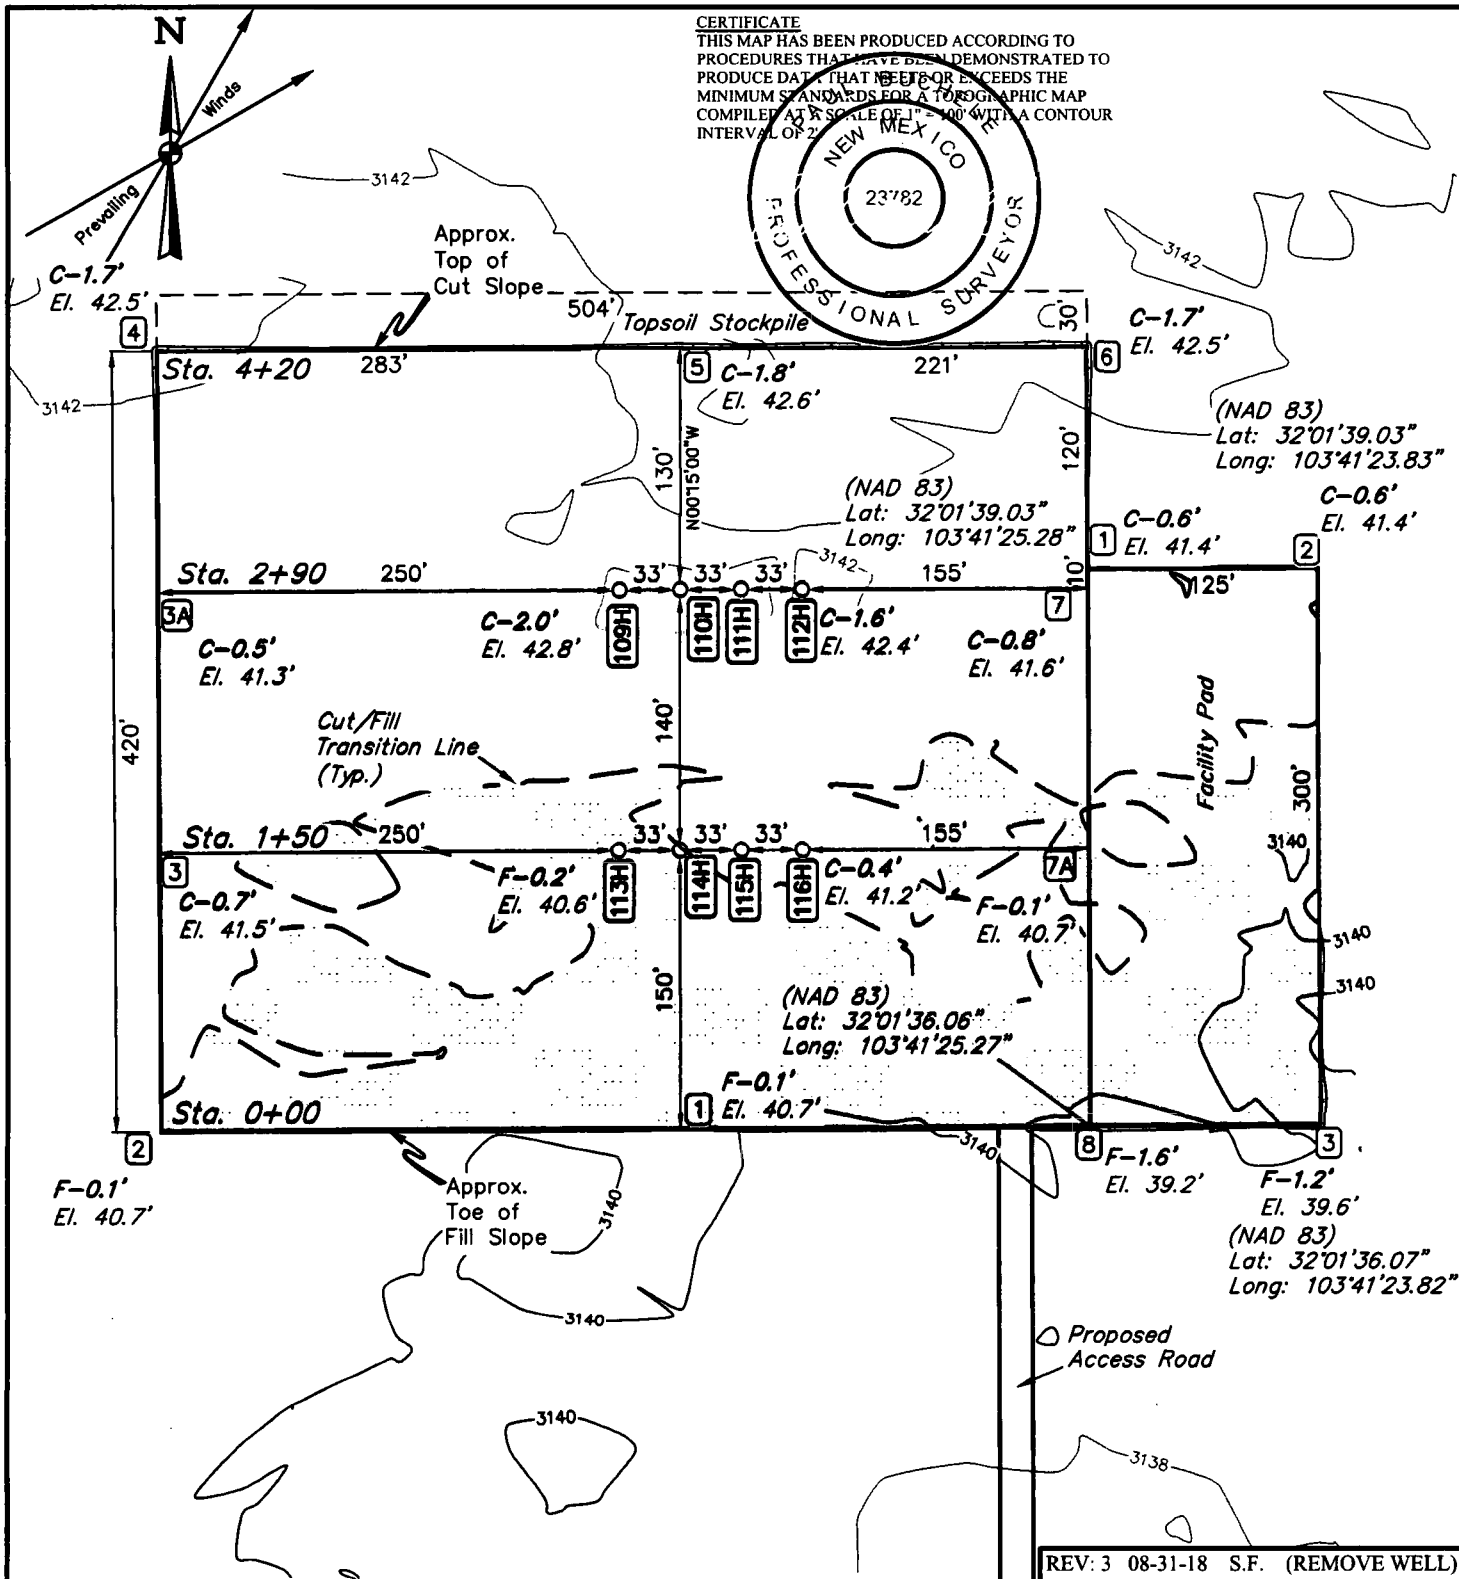 CERTIFICATE
THIS MAP HAS BEEN PRODUCED ACCORDING TO
PROCEDURES THAT HAVE BEEN DEMONSTRATED TO
PRODUCE DATA THAT MEETS OR EXCEEDS THE
MINIMUM STANDARDS FOR A TOPOGRAPHIC MAP
COMPILED AT A SCALE OF 1" = 100' WITH A CONTOUR
INTERVAL OF 2'
PAUL BUCHELE
NEW MEXICO
23782
PROFESSIONAL SURVEYOR
N
Winds
Prevailing
3142
3142
Approx.
Top of
Cut Slope
C-1.7'
El. 42.5'
504'
Topsoil Stockpile
30'
C-1.7'
El. 42.5'
4
6
Sta. 4+20
283'
5
C-1.8'
El. 42.6'
221'
3142
(NAD 83)
Lat: 32°01'39.03"
Long: 103°41'23.83"
130'
N00°15'00"W
120'
(NAD 83)
Lat: 32°01'39.03"
Long: 103°41'25.28"
C-0.6'
El. 41.4'
1
C-0.6'
El. 41.4'
2
3142
Sta. 2+90
250'
33'
33'
33'
155'
10'
125'
3A
109H
110H
111H
112H
7
C-0.5'
El. 41.3'
C-2.0'
El. 42.8'
C-1.6'
El. 42.4'
C-0.8'
El. 41.6'
Facility Pad
420'
Cut/Fill
Transition Line
(Typ.)
140'
300'
Sta. 1+50
250'
33'
33'
33'
155'
3140
3
113H
114H
115H
116H
7A
C-0.7'
El. 41.5'
F-0.2'
El. 40.6'
C-0.4'
El. 41.2'
F-0.1'
El. 40.7'
3140
3140
150'
(NAD 83)
Lat: 32°01'36.06"
Long: 103°41'25.27"
Sta. 0+00
1
F-0.1'
El. 40.7'
2
8
3
3140
F-0.1'
El. 40.7'
F-1.6'
El. 39.2'
F-1.2'
El. 39.6'
(NAD 83)
Lat: 32°01'36.07"
Long: 103°41'23.82"
Approx.
Toe of
Fill Slope
3140
3140
Proposed
Access Road
3140
3138
REV: 3 08-31-18 S.F. (REMOVE WELL)